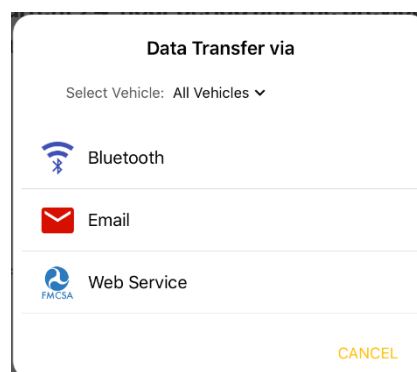 Data Transfer via
Select Vehicle: All Vehicles
Bluetooth
Email
FMCSA
Web Service
CANCEL